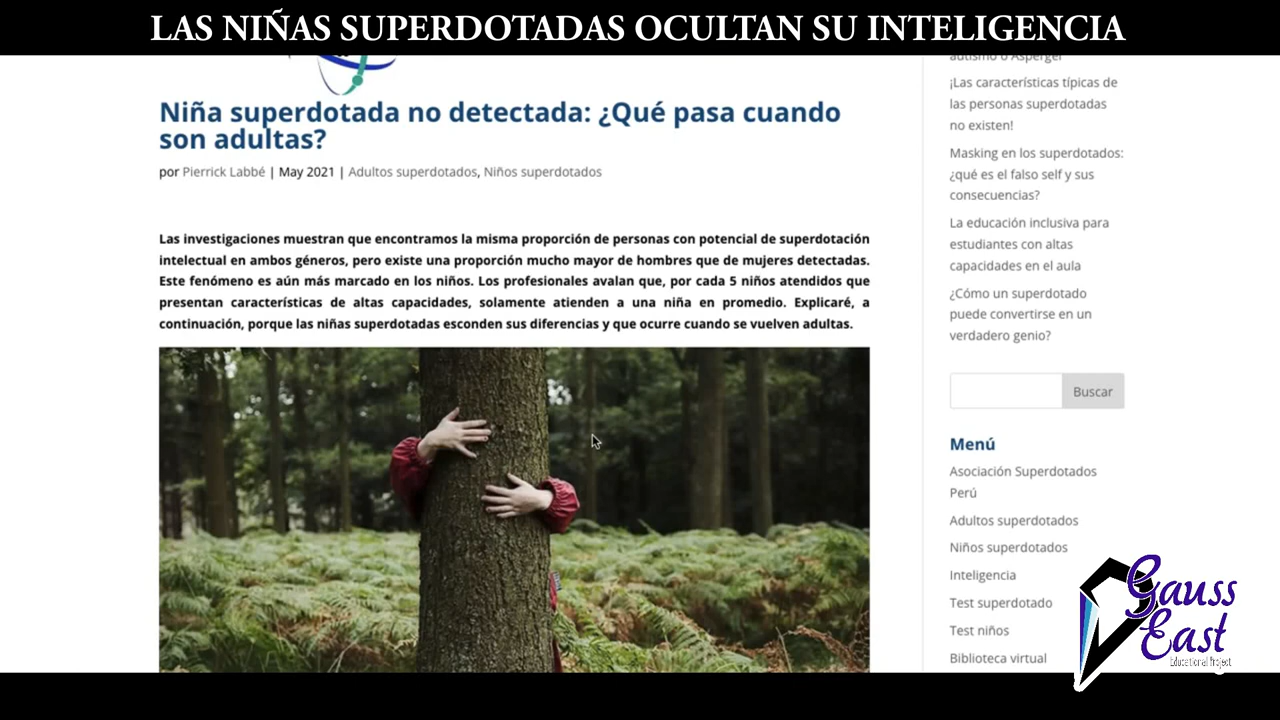 LAS NIÑAS SUPERDOTADAS OCULTAN SU INTELIGENCIA
Niña superdotada no detectada: ¿Qué pasa cuando
son adultas?
por Pierrick Labbé | May 2021 | Adultos superdotados, Niños superdotados
Las investigaciones muestran que encontramos la misma proporción de personas con potencial de superdotación
intelectual en ambos géneros, pero existe una proporción mucho mayor de hombres que de mujeres detectadas.
Este fenómeno es aún más marcado en los niños. Los profesionales avalan que, por cada 5 niños atendidos que
presentan características de altas capacidades, solamente atienden a una niña en promedio. Explicaré, a
continuación, porque las niñas superdotadas esconden sus diferencias y que ocurre cuando se vuelven adultas.
autismo o Asperger
¡Las características típicas de
las personas superdotadas
no existen!
Masking en los superdotados:
¿qué es el falso self y sus
consecuencias?
La educación inclusiva para
estudiantes con altas
capacidades en el aula
¿Cómo un superdotado
puede convertirse en un
verdadero genio?
Buscar
Menú
Asociación Superdotados
Perú
Adultos superdotados
Niños superdotados
Inteligencia
Test superdotado
Test niños
Biblioteca virtual
Gauss
East
Educational Project